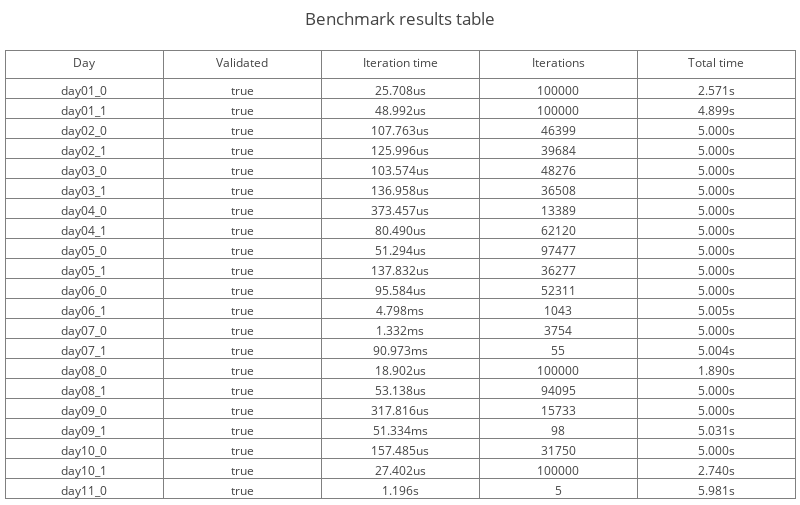 Benchmark results table
Day Validated Iteration time Iterations Total time
day01_0 true 25.708us 100000 2.571s
day01_1 true 48.992us 100000 4.899s
day02_0 true 107.763us 46399 5.000s
day02_1 true 125.996us 39684 5.000s
day03_0 true 103.574us 48276 5.000s
day03_1 true 136.958us 36508 5.000s
day04_0 true 373.457us 13389 5.000s
day04_1 true 80.490us 62120 5.000s
day05_0 true 51.294us 97477 5.000s
day05_1 true 137.832us 36277 5.000s
day06_0 true 95.584us 52311 5.000s
day06_1 true 4.798ms 1043 5.005s
day07_0 true 1.332ms 3754 5.000s
day07_1 true 90.973ms 55 5.004s
day08_0 true 18.902us 100000 1.890s
day08_1 true 53.138us 94095 5.000s
day09_0 true 317.816us 15733 5.000s
day09_1 true 51.334ms 98 5.031s
day10_0 true 157.485us 31750 5.000s
day10_1 true 27.402us 100000 2.740s
day11_0 true 1.196s 5 5.981s